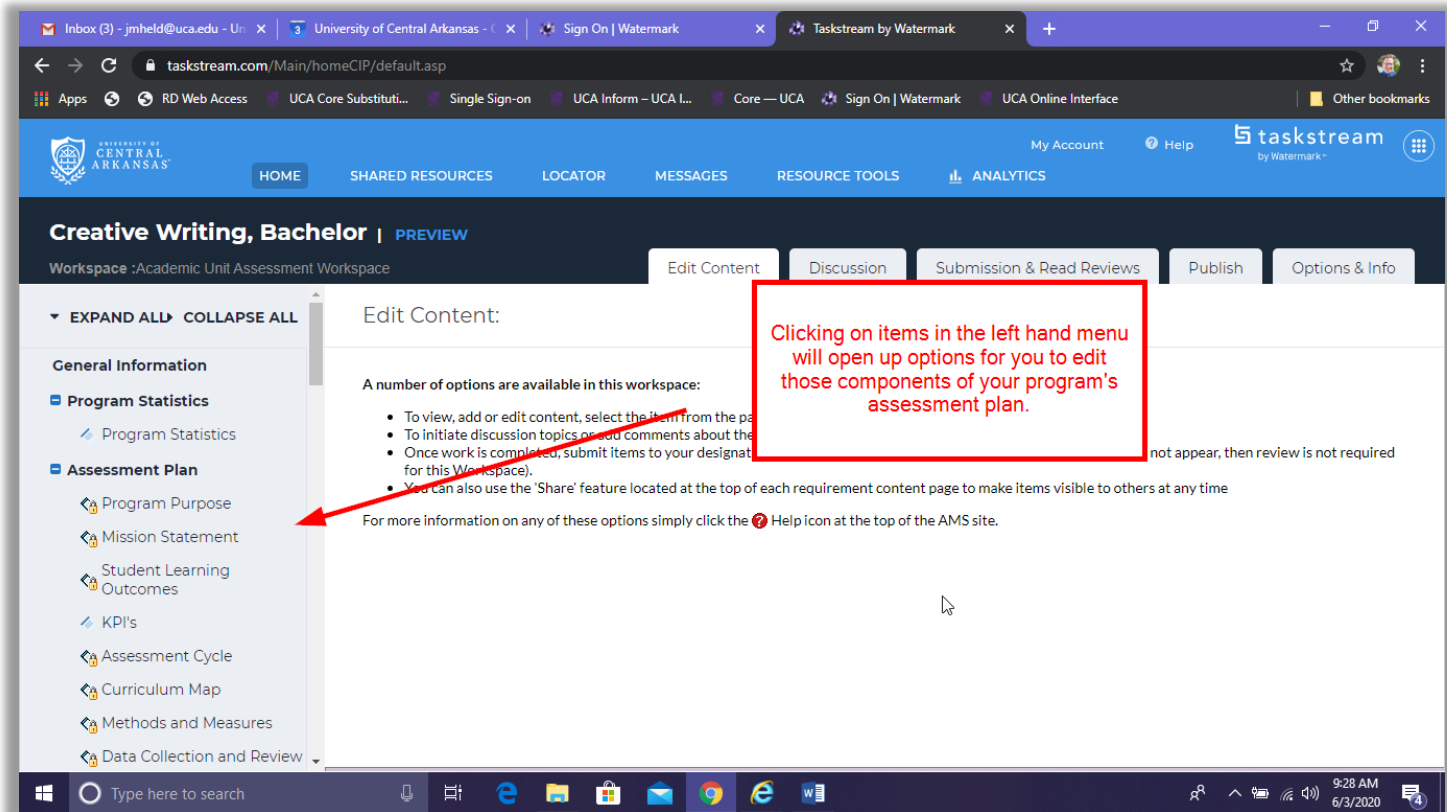 Inbox (3) - jmheld@uca.edu - Un
3 University of Central Arkansas - C
Sign On | Watermark
Taskstream by Watermark
taskstream.com/Main/homeCIP/default.asp
Apps RD Web Access UCA Core Substituti... Single Sign-on UCA Inform – UCA I... Core — UCA Sign On | Watermark UCA Online Interface Other bookmarks
UNIVERSITY OF
CENTRAL
ARKANSAS
My Account Help taskstream
by Watermark
HOME SHARED RESOURCES LOCATOR MESSAGES RESOURCE TOOLS ANALYTICS
Creative Writing, Bachelor | PREVIEW
Workspace :Academic Unit Assessment Workspace
Edit Content Discussion Submission & Read Reviews Publish Options & Info
EXPAND ALL COLLAPSE ALL
General Information
Program Statistics
Program Statistics
Assessment Plan
Program Purpose
Mission Statement
Student Learning
Outcomes
KPI's
Assessment Cycle
Curriculum Map
Methods and Measures
Data Collection and Review
Edit Content:
A number of options are available in this workspace:
• To view, add or edit content, select the item from the pa
• To initiate discussion topics or add comments about the
• Once work is completed, submit items to your designat not appear, then review is not required
for this Workspace).
• You can also use the 'Share' feature located at the top of each requirement content page to make items visible to others at any time
For more information on any of these options simply click the ? Help icon at the top of the AMS site.
Clicking on items in the left hand menu
will open up options for you to edit
those components of your program's
assessment plan.
Type here to search
9:28 AM
6/3/2020
4